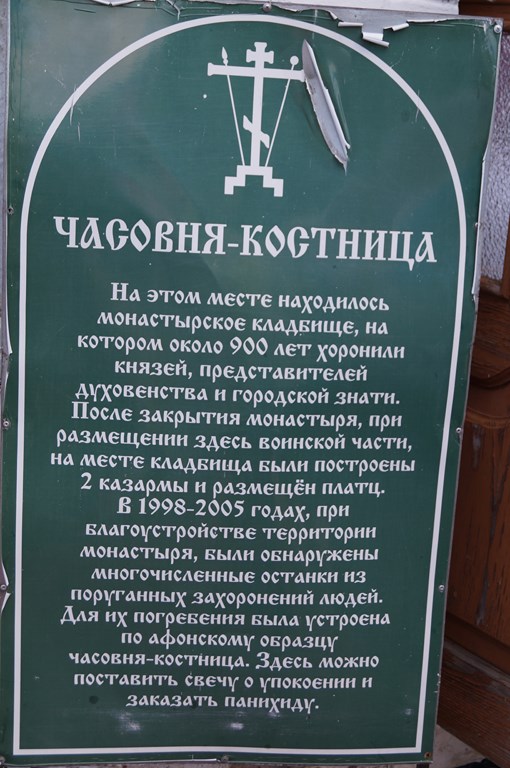 ЧАСОВНЯ-КОСТНИЦА
На этом месте находилось
монастырское кладбище, на
котором около 900 лет хоронили
князей, представителей
духовенства и городской знати.
После закрытия монастыря, при
размещении здесь воинской части,
на месте кладбища были построены
2 казармы и размещён платц.
В 1998-2005 годах, при
благоустройстве территории
монастыря, были обнаружены
многочисленные останки из
поруганных захоронений людей.
Для их погребения была устроена
по афонскому образцу
часовня-костница. Здесь можно
поставить свечу о упокоении и
заказать панихиду.